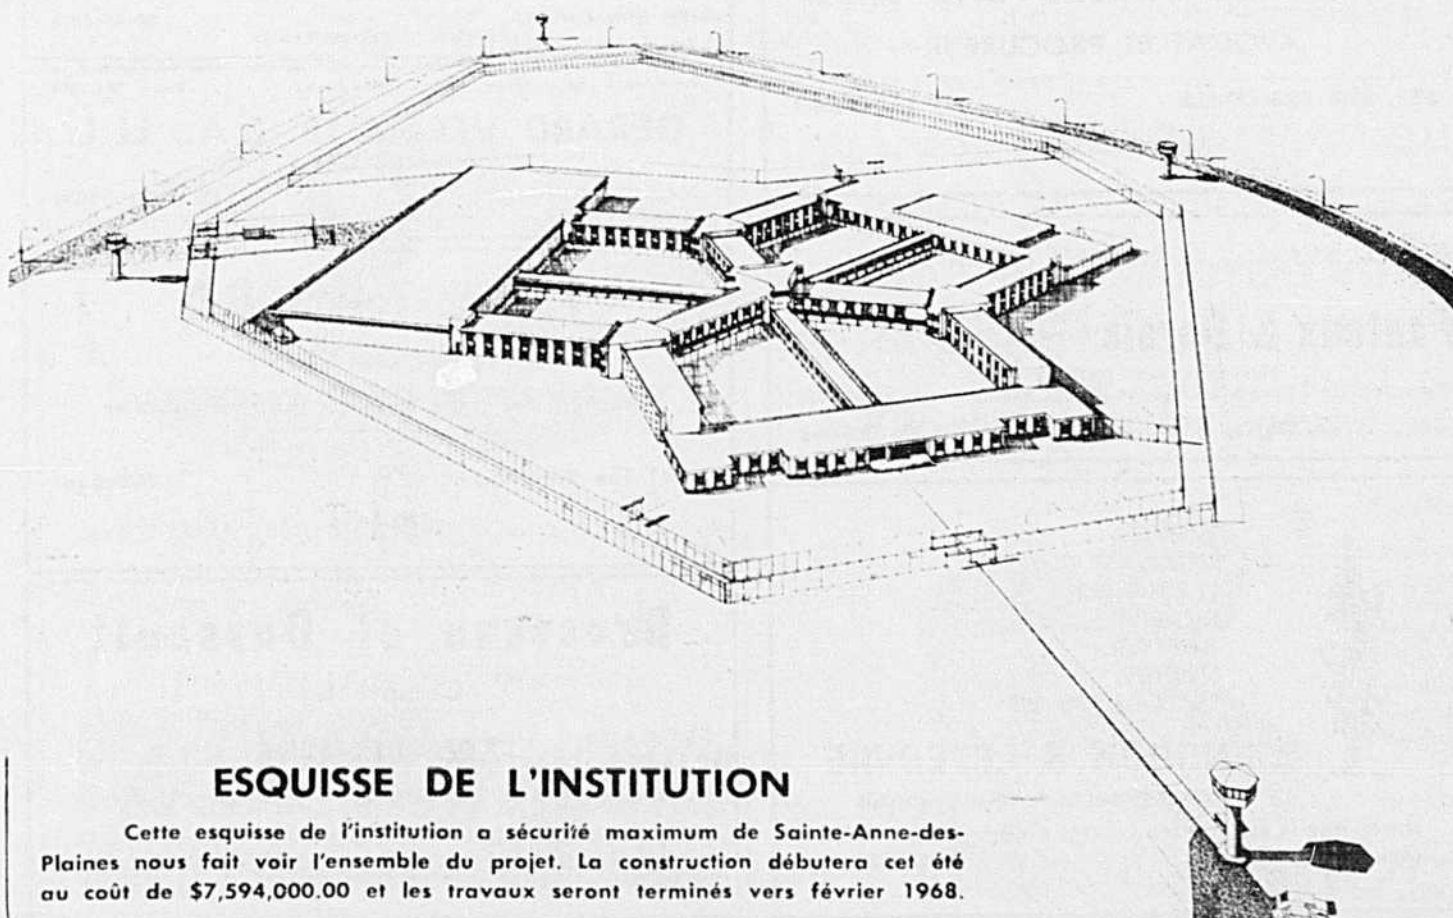 ESQUISSE DE L'INSTITUTION
Cette esquisse de l'institution a sécurité maximum de Sainte-Anne-des-
Plaines nous fait voir l'ensemble du projet. La construction débutera cet été
au coût de $7,594,000.00 et les travaux seront terminés vers février 1968.